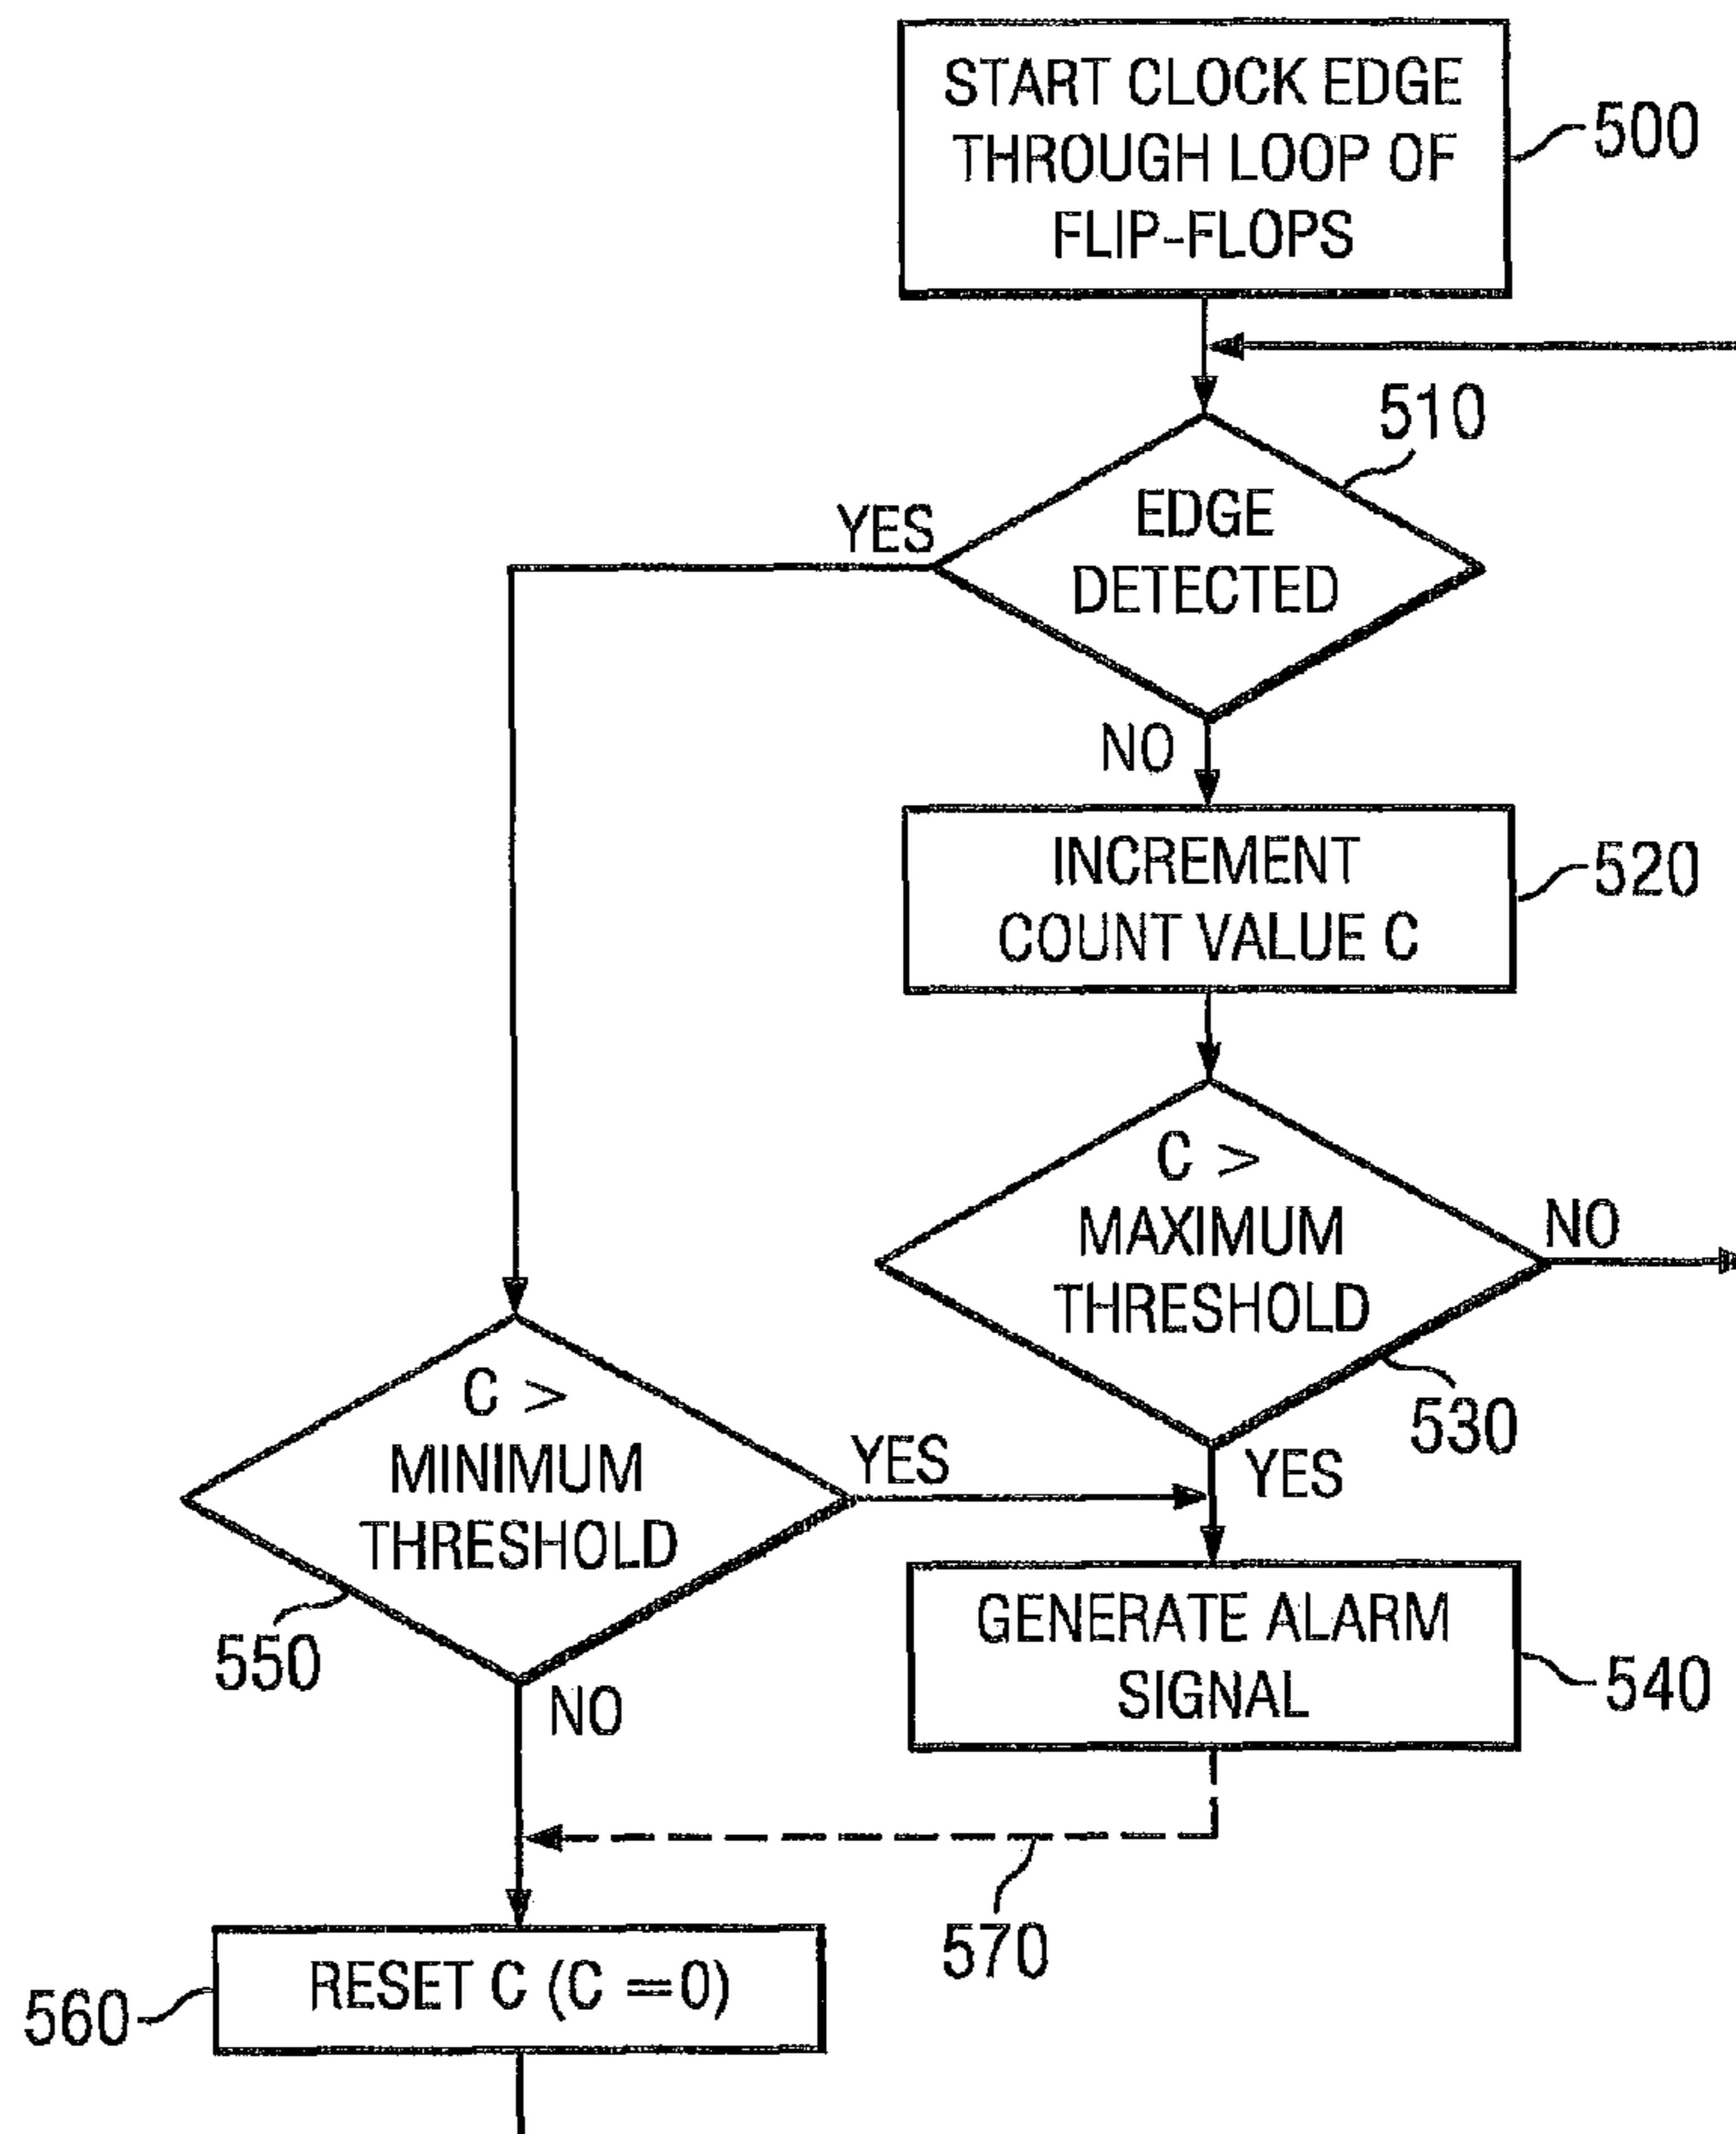 START CLOCK EDGE
THROUGH LOOP OF
FLIP-FLOPS
500
510
EDGE
DETECTED
YES
NO
INCREMENT
COUNT VALUE C
520
C >
MAXIMUM
THRESHOLD
NO
530
YES
C >
MINIMUM
THRESHOLD
YES
550
NO
GENERATE ALARM
SIGNAL
540
570
RESET C (C =0)
560